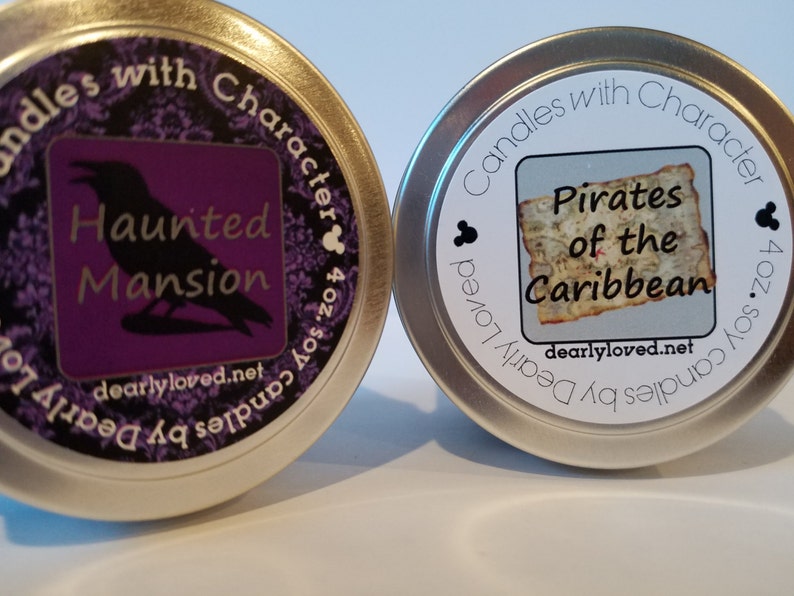 Candles with Character
Haunted
Mansion
dearlyloved.net
4 oz. soy candles by Dearly
Candles with Character
Pirates
of the
Caribbean
dearlyloved.net
4 oz. soy candles by Dearly Loved